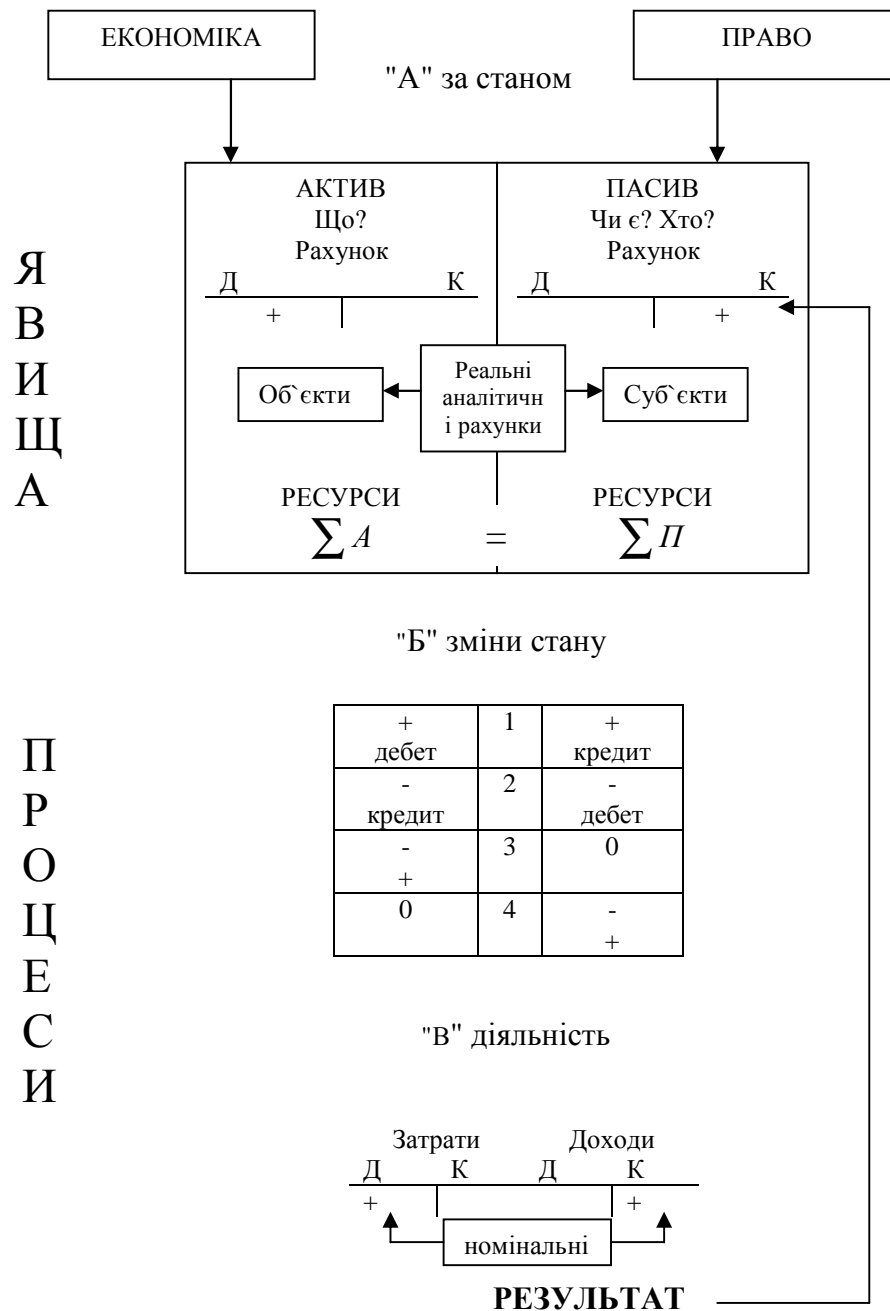 ЕКОНОМІКА ПРАВО
"А" за станом
Я
В
И
Щ
А
АКТИВ ПАСИВ
Що? Чи є? Хто?
Рахунок Рахунок
Д К Д К
+ +
Об`єкти
Реальні
аналітичн
і рахунки
Суб`єкти
РЕСУРСИ РЕСУРСИ
∑ А = ∑ П
"Б" зміни стану
П
Р
О
Ц
Е
С
И
+ 1 +
дебет кредит
- 2 -
кредит дебет
- 3 0
+
0 4 -
+
"В" діяльність
Затрати Доходи
Д К Д К
+ +
номінальні
РЕЗУЛЬТАТ